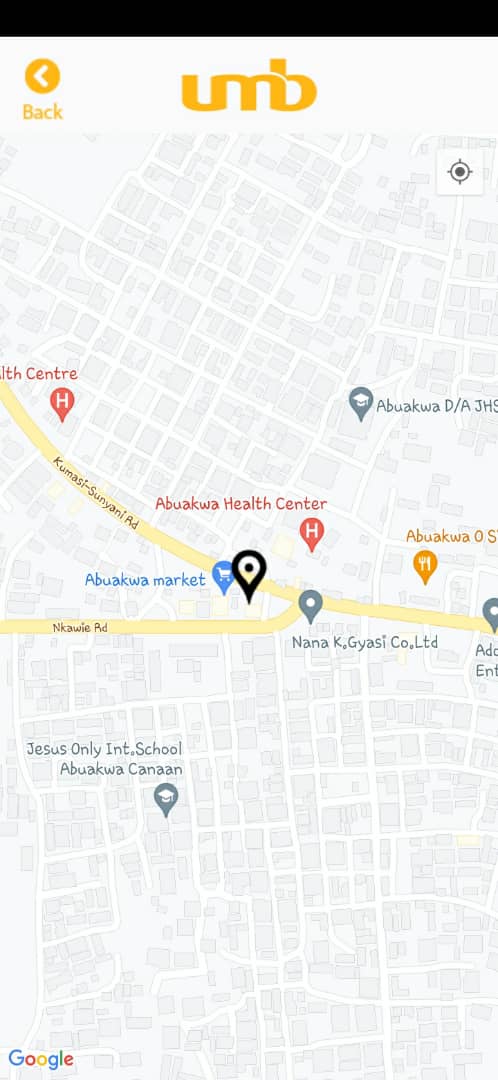 Back
umb
lth Centre
H
Abuakwa D/A JHS
Kumasi-Sunyani Rd
Abuakwa Health Center
H
Abuakwa O S
Abuakwa market
Nkawie Rd
Nana K.Gyasi Co.Ltd
Ado
Ent
Jesus Only Int.School
Abuakwa Canaan
Google